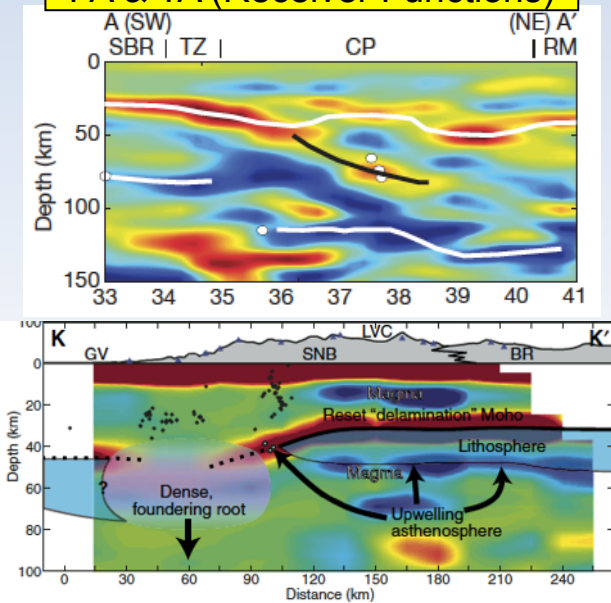 A (SW) (NE) A′
SBR TZ CP RM
0
50
100
150
Depth (km)
33 34 35 36 37 38 39 40 41
K K′
LVC
GV SNB BR
0
20
40
60
80
100
Depth (km)
Magma
Reset "delamination" Moho
Lithosphere
Magma
?
Dense,
foundering root
Upwelling
asthenosphere
0 30 60 90 120 150 180 210 240
Distance (km)